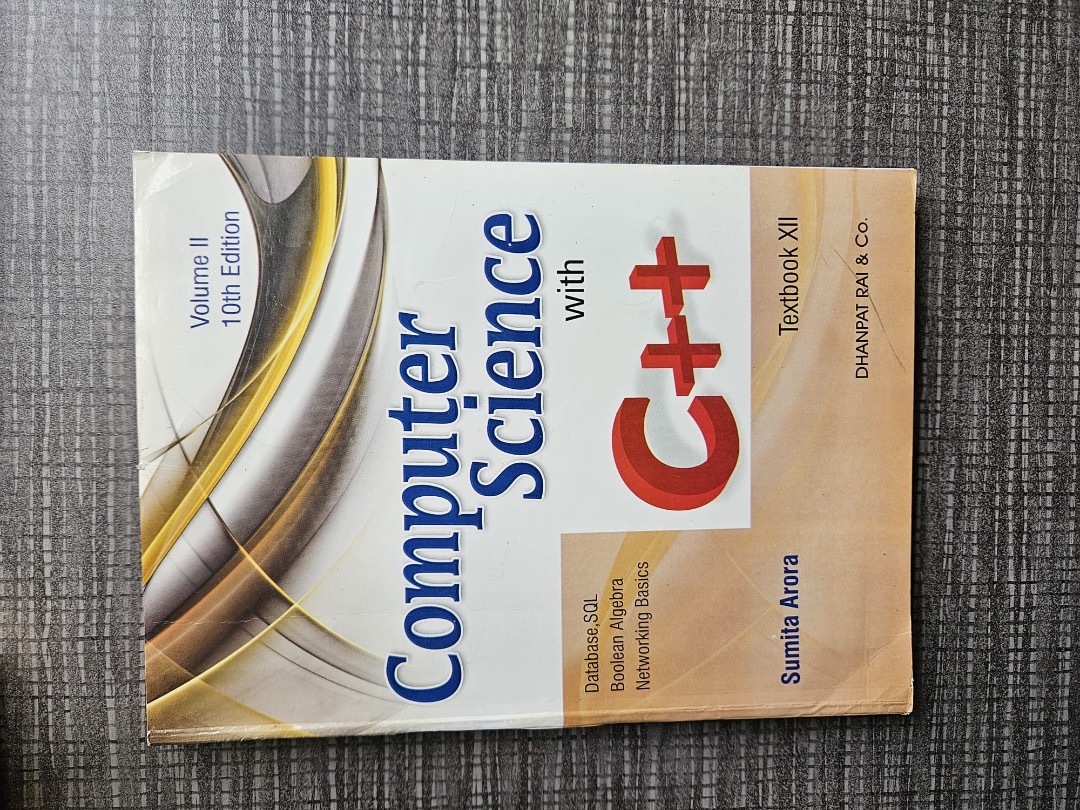 Volume II
10th Edition
Computer
Science
with
C++
Database,SQL
Boolean Algebra
Networking Basics
Sumita Arora
Textbook XII
DHANPAT RAI & CO.